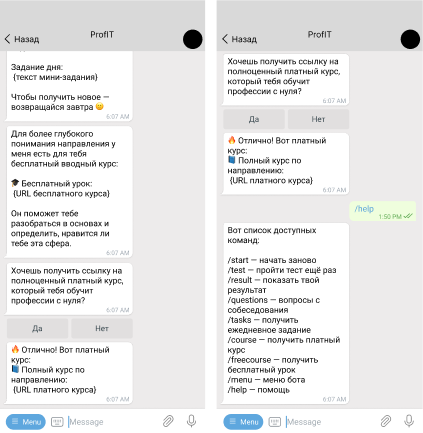 Назад
ProfIT
Задание дня:
{текст мини-задания}
Чтобы получить новое —
возвращайся завтра 😊
6:07 AM
Для более глубокого
понимания направления у
меня есть для тебя
бесплатный вводный курс:
🎓 Бесплатный урок:
{URL бесплатного курса}
Он поможет тебе
разобраться в основах и
определить, нравится ли
тебе эта сфера.
6:07 AM
Хочешь получить ссылку на
полноценный платный курс,
который тебя обучит
профессии с нуля?
6:07 AM
Да
Нет
🔥 Отлично! Вот платный
курс:
📘 Полный курс по
направлению:
{URL платного курса}
6:07 AM
Menu
Message
Назад
ProfIT
Хочешь получить ссылку на
полноценный платный курс,
который тебя обучит
профессии с нуля?
6:07 AM
Да
Нет
🔥 Отлично! Вот платный
курс:
📘 Полный курс по
направлению:
{URL платного курса}
6:07 AM
/help
1:50 PM
Вот список доступных
команд:
/start — начать заново
/test — пройти тест ещё раз
/result — показать твой
результат
/questions — вопросы с
собеседования
/tasks — получить
ежедневное задание
/course — получить платный
курс
/freecourse — получить
бесплатный урок
/menu — меню бота
/help — помощь
6:07 AM
Menu
Message